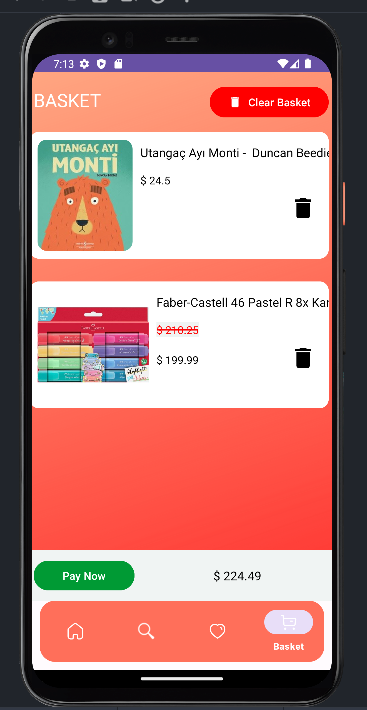 7:13
BASKET
Clear Basket
UTANGAÇ AYI
MONTİ
Utangaç Ayı Monti - Duncan Beedie
$ 24.5
Faber-Castell 46 Pastel R 8x Kar
$ 210.25
$ 199.99
Pay Now
$ 224.49
Basket